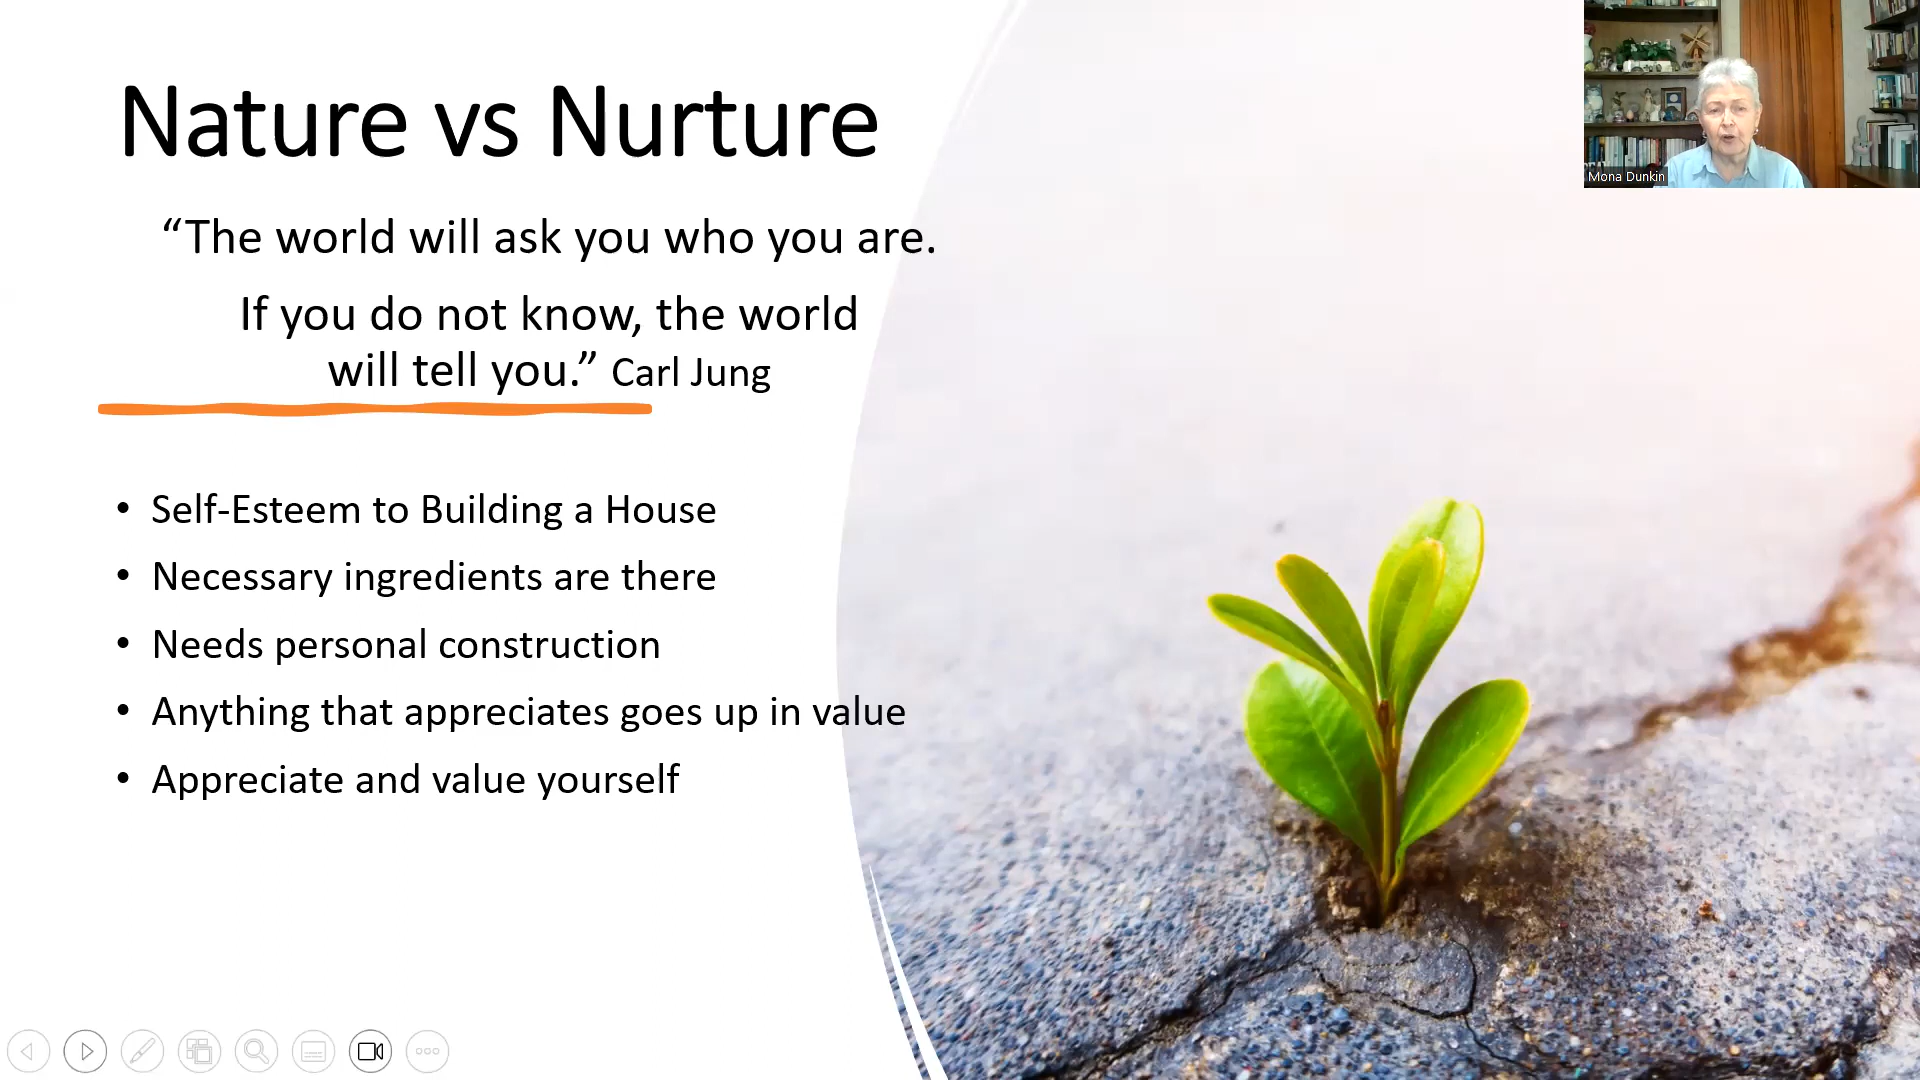 Nature vs Nurture
“The world will ask you who you are.
If you do not know, the world
will tell you.” Carl Jung
• Self-Esteem to Building a House
• Necessary ingredients are there
• Needs personal construction
• Anything that appreciates goes up in value
• Appreciate and value yourself
Mona Dunkin